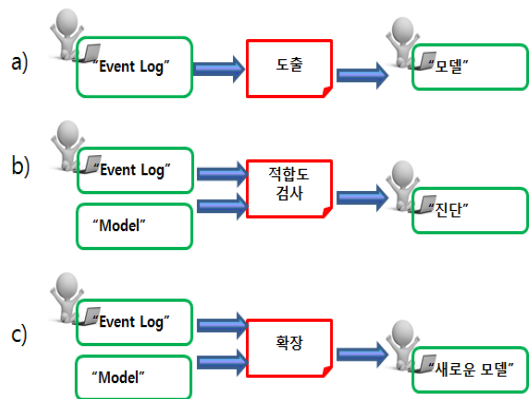 a)
“Event Log”
도출
“모델”
b)
“Event Log”
“Model”
적합도
검사
“진단”
c)
“Event Log”
“Model”
확장
“새로운 모델”